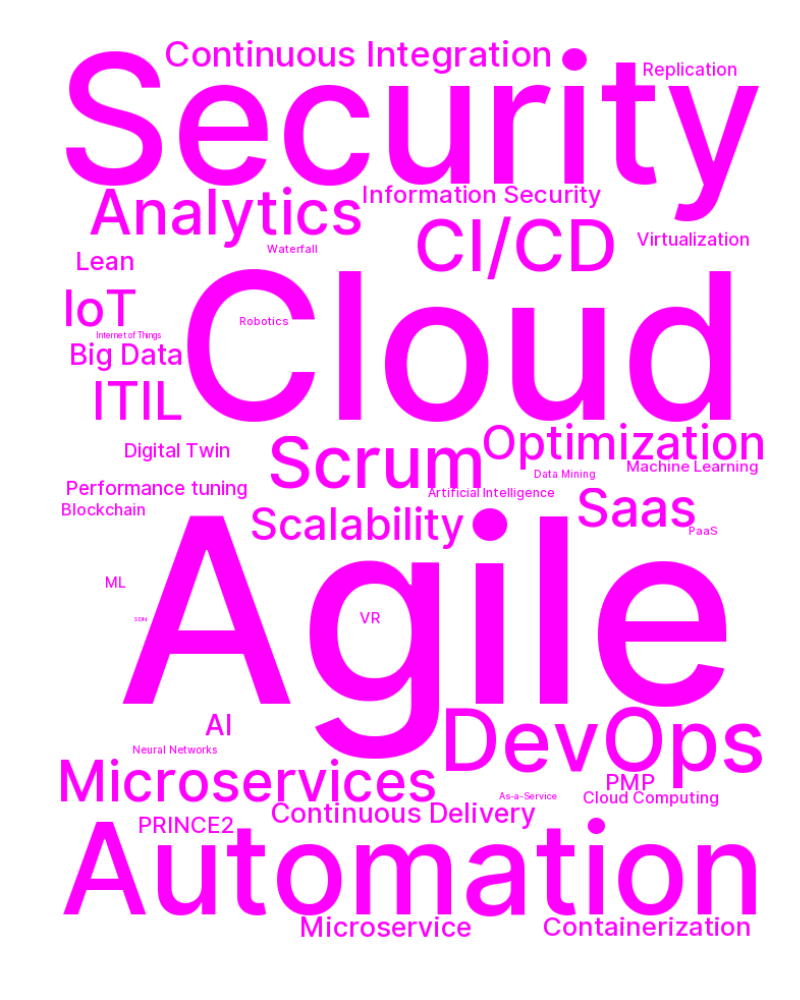 Continuous Integration
Replication
Security
Analytics
Information Security
CI/CD
Virtualization
Waterfall
Lean
Cloud
IoT
Robotics
Internet of Things
Big Data
ITIL
Optimization
Scrum
Digital Twin
Machine Learning
Data Mining
Performance tuning
Artificial Intelligence
Saas
Blockchain
Scalability
PaaS
Agile
ML
VR
SDN
AI
DevOps
Neural Networks
Microservices
PMP
As-a-Service
Cloud Computing
Continuous Delivery
PRINCE2
Automation
Microservice
Containerization